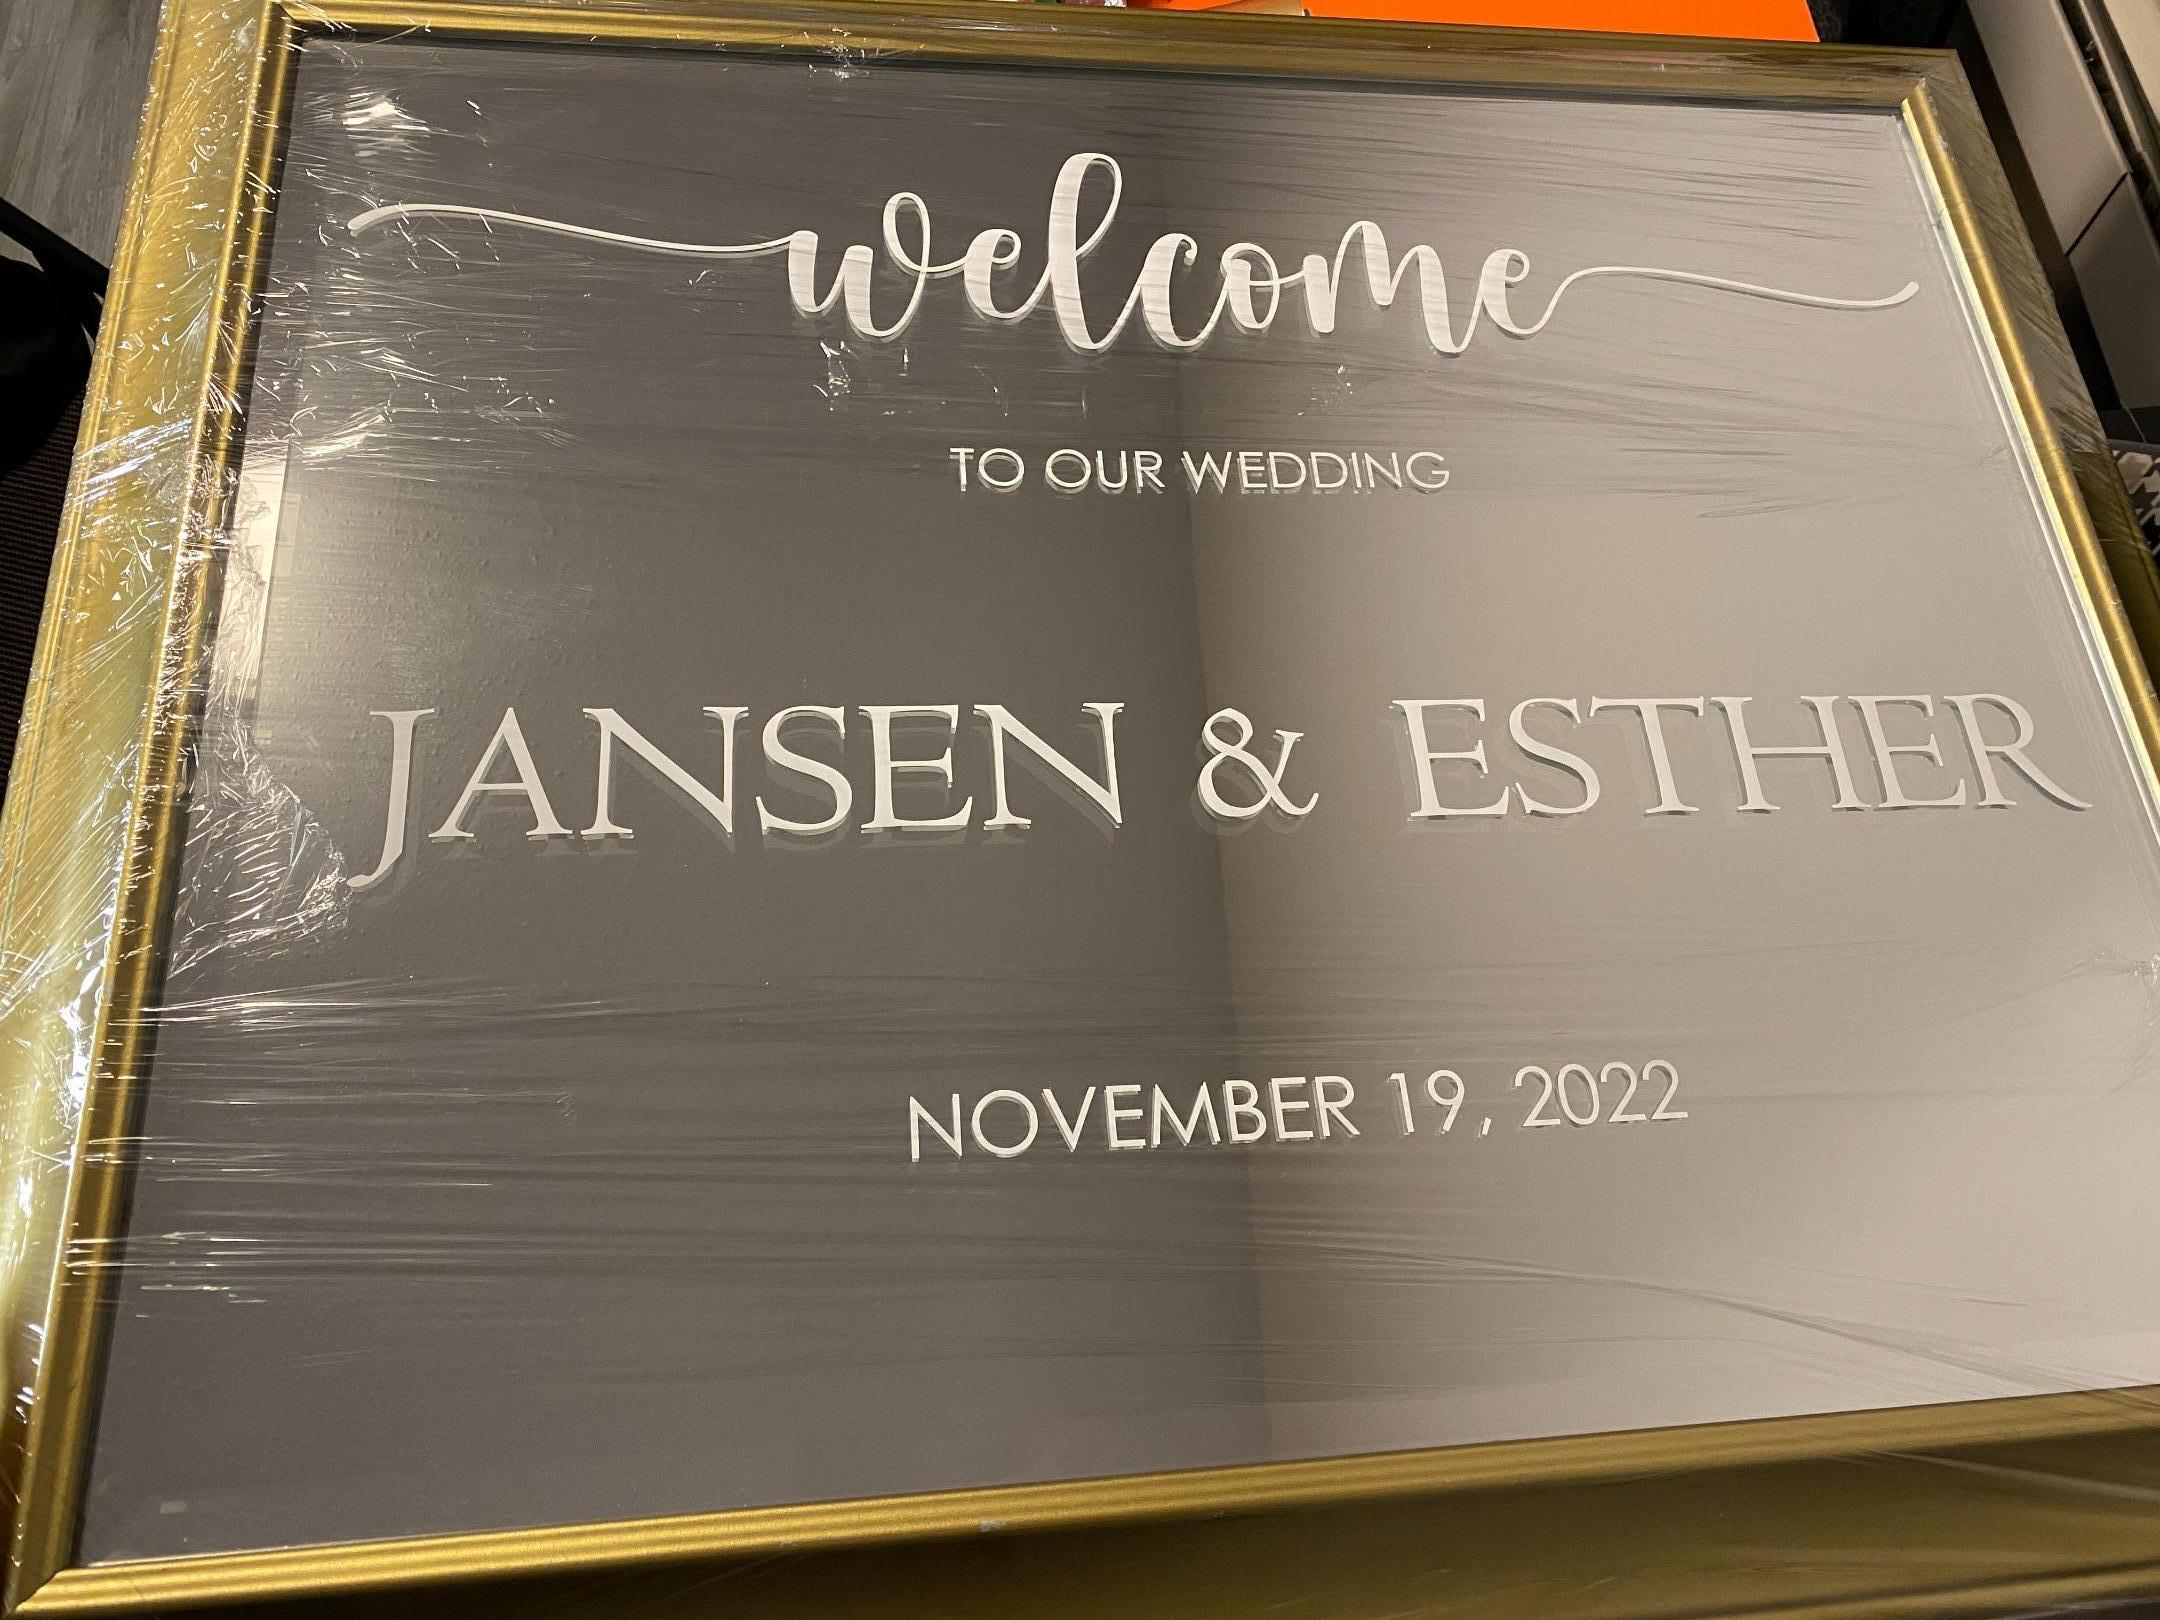 welcome
TO OUR WEDDING
JANSEN & ESTHER
NOVEMBER 19, 2022